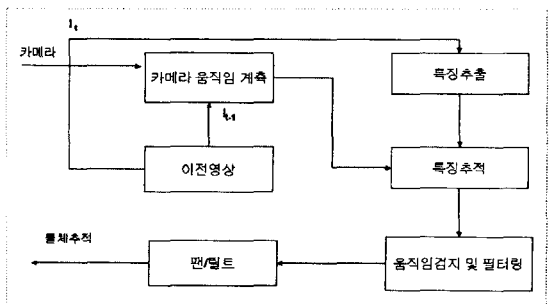 I_t
카메라
카메라 움직임 계측
특징추출
I_t-1
이전영상
특징추적
물체추적
팬/틸트
움직임검지 및 필터링